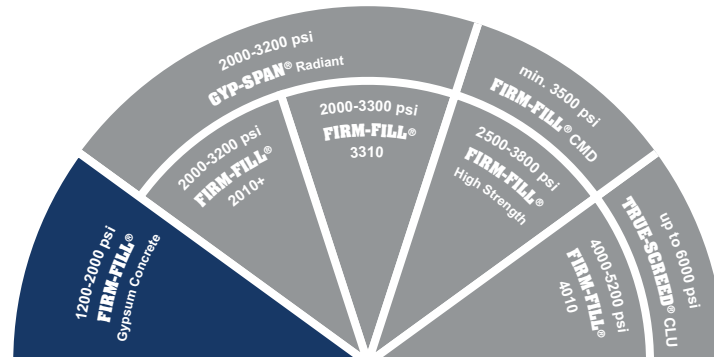 1200-2000 psi
FIRM-FILL®
Gypsum Concrete
2000-3200 psi
GYP-SPAN® Radiant
2000-3200 psi
FIRM-FILL®
2010+
2000-3300 psi
FIRM-FILL®
3310
min. 3500 psi
FIRM-FILL® CMD
2500-3800 psi
FIRM-FILL®
High Strength
up to 6000 psi
TRUE-SCREED® CLU
4000-5200 psi
FIRM-FILL®
4010